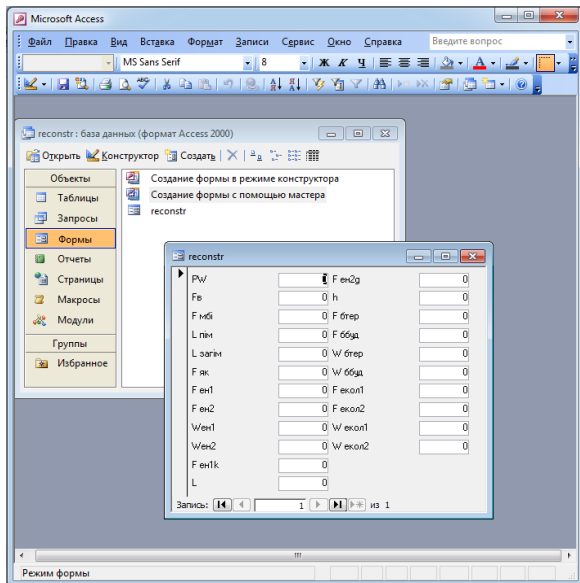 Microsoft Access
Файл Правка Вид Вставка Формат Записи Сервис Окно Справка Введите вопрос
MS Sans Serif 8 Ж К Ч
reconstr : база данных (формат Access 2000)
Открыть Конструктор Создать
Объекты
Таблицы
Запросы
Формы
Отчеты
Страницы
Макросы
Модули
Группы
Избранное
Создание формы в режиме конструктора
Создание формы с помощью мастера
reconstr
reconstr
PW 0 F ен2g 0
Fв 0 h 0
F мбі 0 F бтер 0
L пім 0 F ббуд 0
L загім 0 W бтер 0
F як 0 W ббуд 0
F ен1 0 F екол1 0
F ен2 0 F екол2 0
Wен1 0 W екол1 0
Wен2 0 W екол2 0
F ен1k 0
L 0
Запись: 1 из 1
Режим формы